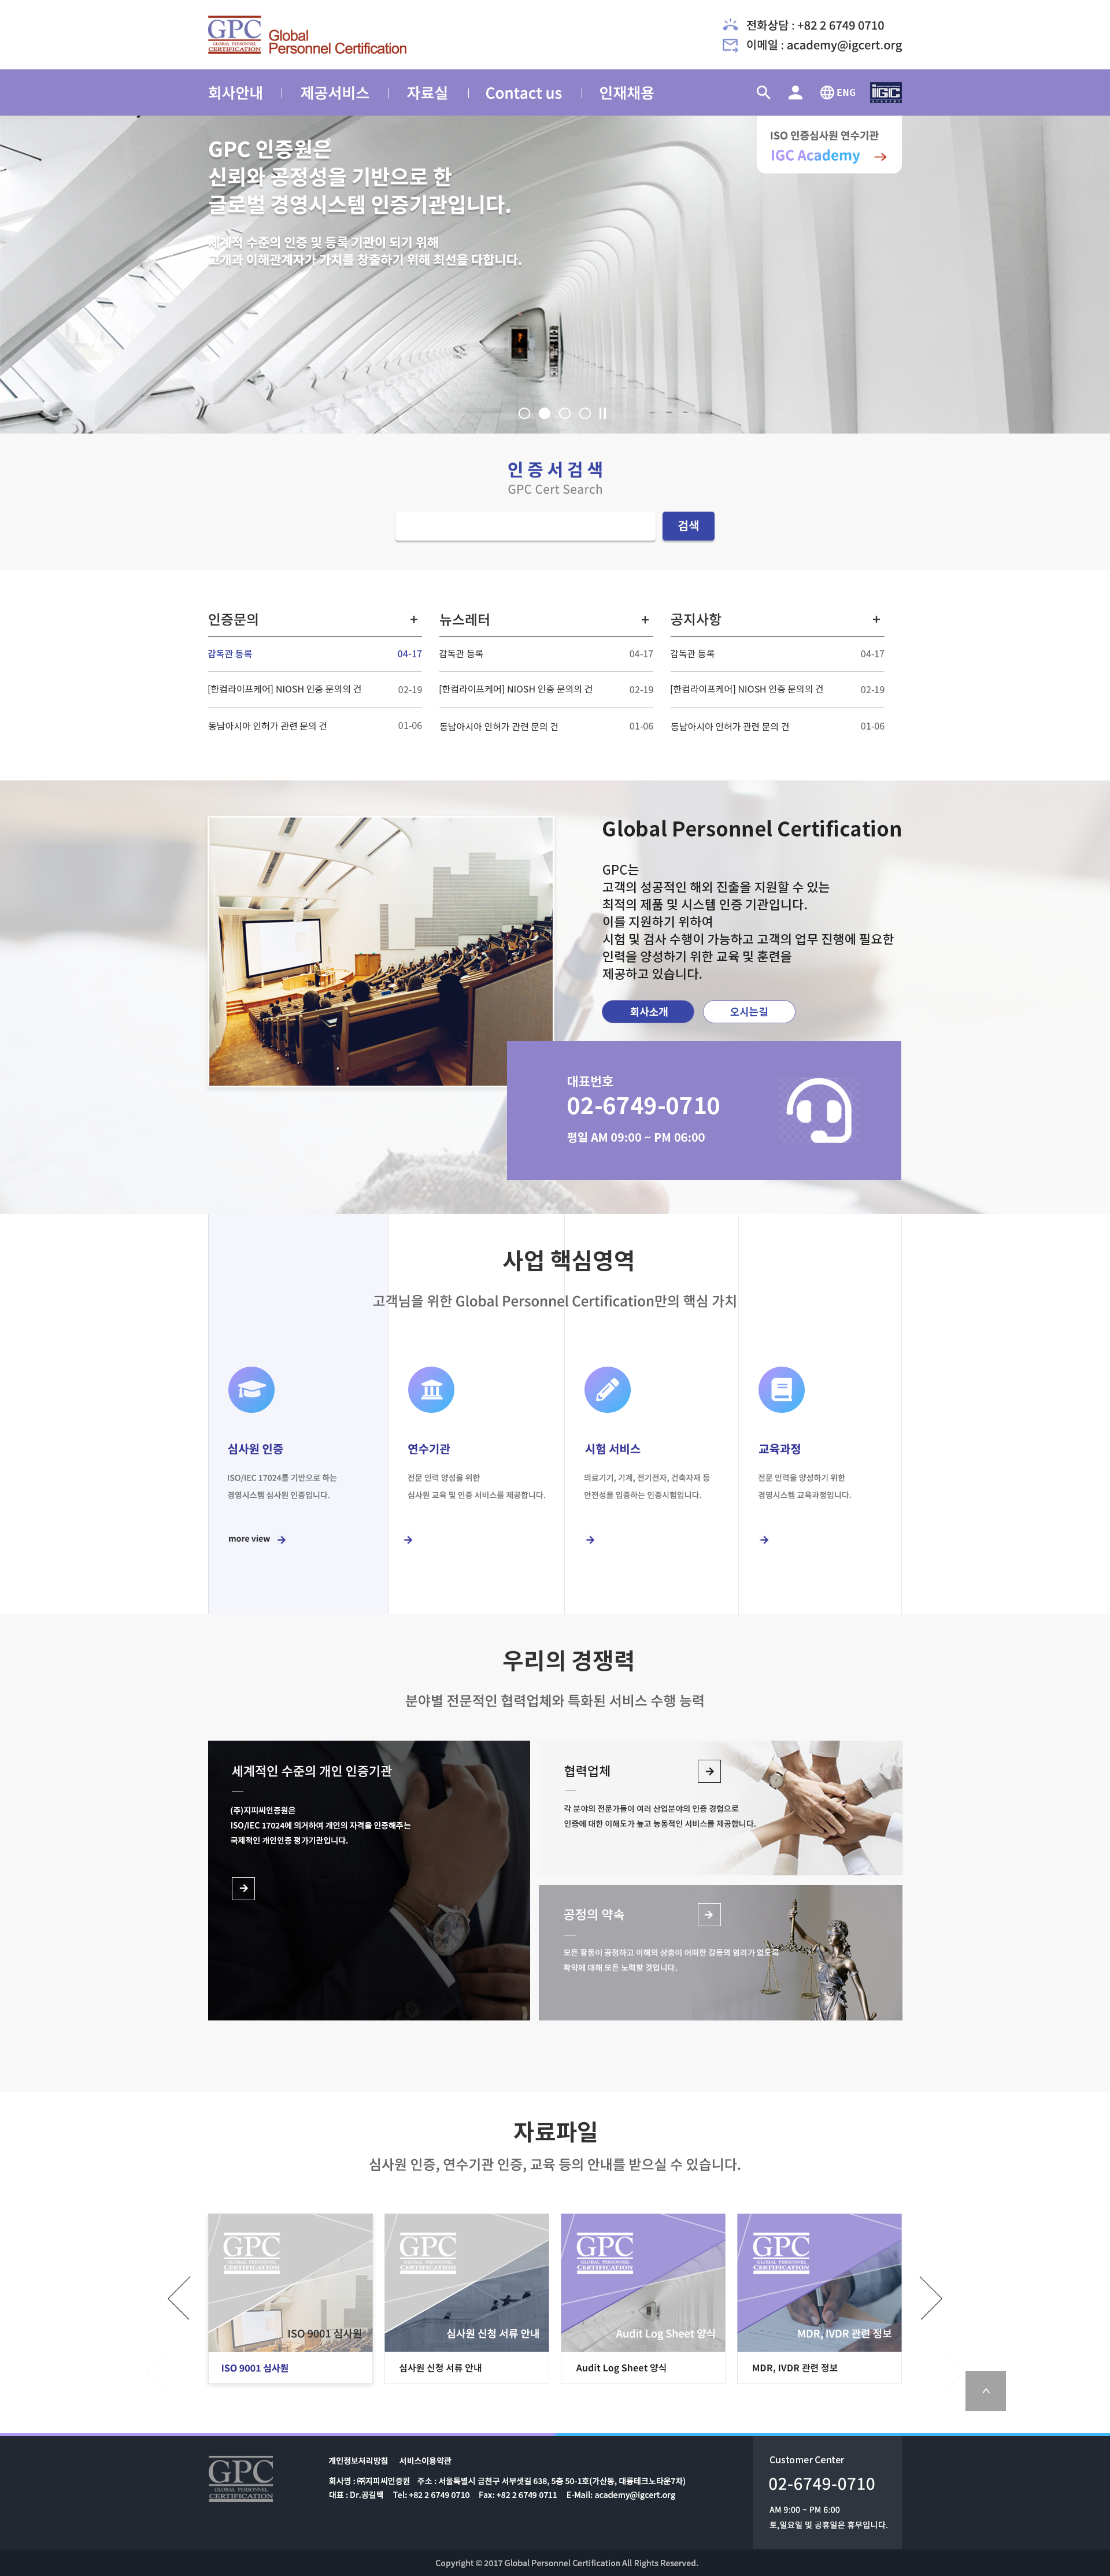 GPC
GLOBAL PERSONNEL
CERTIFICATION
Global
Personnel Certification
전화상담 : +82 2 6749 0710
이메일 : academy@igcert.org
회사안내
제공서비스
자료실
Contact us
인재채용
ENG
IGC
ACADEMY
ISO 인증심사원 연수기관
IGC Academy
GPC 인증원은
신뢰와 공정성을 기반으로 한
글로벌 경영시스템 인증기관입니다.
세계적 수준의 인증 및 등록 기관이 되기 위해
고객과 이해관계자가 가치를 창출하기 위해 최선을 다합니다.
인증서검색
GPC Cert Search
검색
인증문의 +
감독관 등록 04-17
[한컴라이프케어] NIOSH 인증 문의의 건 02-19
동남아시아 인허가 관련 문의 건 01-06
뉴스레터 +
감독관 등록 04-17
[한컴라이프케어] NIOSH 인증 문의의 건 02-19
동남아시아 인허가 관련 문의 건 01-06
공지사항 +
감독관 등록 04-17
[한컴라이프케어] NIOSH 인증 문의의 건 02-19
동남아시아 인허가 관련 문의 건 01-06
Global Personnel Certification
GPC는
고객의 성공적인 해외 진출을 지원할 수 있는
최적의 제품 및 시스템 인증 기관입니다.
이를 지원하기 위하여
시험 및 검사 수행이 가능하고 고객의 업무 진행에 필요한
인력을 양성하기 위한 교육 및 훈련을
제공하고 있습니다.
회사소개
오시는길
대표번호
02-6749-0710
평일 AM 09:00 ~ PM 06:00
사업 핵심영역
고객님을 위한 Global Personnel Certification만의 핵심 가치
심사원 인증
ISO/IEC 17024를 기반으로 하는
경영시스템 심사원 인증입니다.
more view
연수기관
전문 인력 양성을 위한
심사원 교육 및 인증 서비스를 제공합니다.
시험 서비스
의료기기, 기계, 전기전자, 건축자재 등
안전성을 입증하는 인증시험입니다.
교육과정
전문 인력을 양성하기 위한
경영시스템 교육과정입니다.
우리의 경쟁력
분야별 전문적인 협력업체와 특화된 서비스 수행 능력
세계적인 수준의 개인 인증기관
(주)지피씨인증원은
ISO/IEC 17024에 의거하여 개인의 자격을 인증해주는
국제적인 개인인증 평가기관입니다.
협력업체
각 분야의 전문가들이 여러 산업분야의 인증 경험으로
인증에 대한 이해도가 높고 능동적인 서비스를 제공합니다.
공정의 약속
모든 활동이 공정하고 이해의 상충이 어떠한 갈등의 염려가 없도록
확약에 대해 모든 노력할 것입니다.
자료파일
심사원 인증, 연수기관 인증, 교육 등의 안내를 받으실 수 있습니다.
GPC
GLOBAL PERSONNEL
CERTIFICATION
ISO 9001 심사원
ISO 9001 심사원
GPC
GLOBAL PERSONNEL
CERTIFICATION
심사원 신청 서류 안내
심사원 신청 서류 안내
GPC
GLOBAL PERSONNEL
CERTIFICATION
Audit Log Sheet 양식
Audit Log Sheet 양식
GPC
GLOBAL PERSONNEL
CERTIFICATION
MDR, IVDR 관련 정보
MDR, IVDR 관련 정보
GPC
GLOBAL PERSONNEL
CERTIFICATION
개인정보처리방침 서비스이용약관
회사명 : ㈜지피씨인증원 주소 : 서울특별시 금천구 서부샛길 638, 5층 50-1호(가산동, 대륭테크노타운7차)
대표 : Dr.공길택 Tel: +82 2 6749 0710 Fax: +82 2 6749 0711 E-Mail: academy@igcert.org
Customer Center
02-6749-0710
AM 9:00 ~ PM 6:00
토,일요일 및 공휴일은 휴무입니다.
Copyright © 2017 Global Personnel Certification All Rights Reserved.